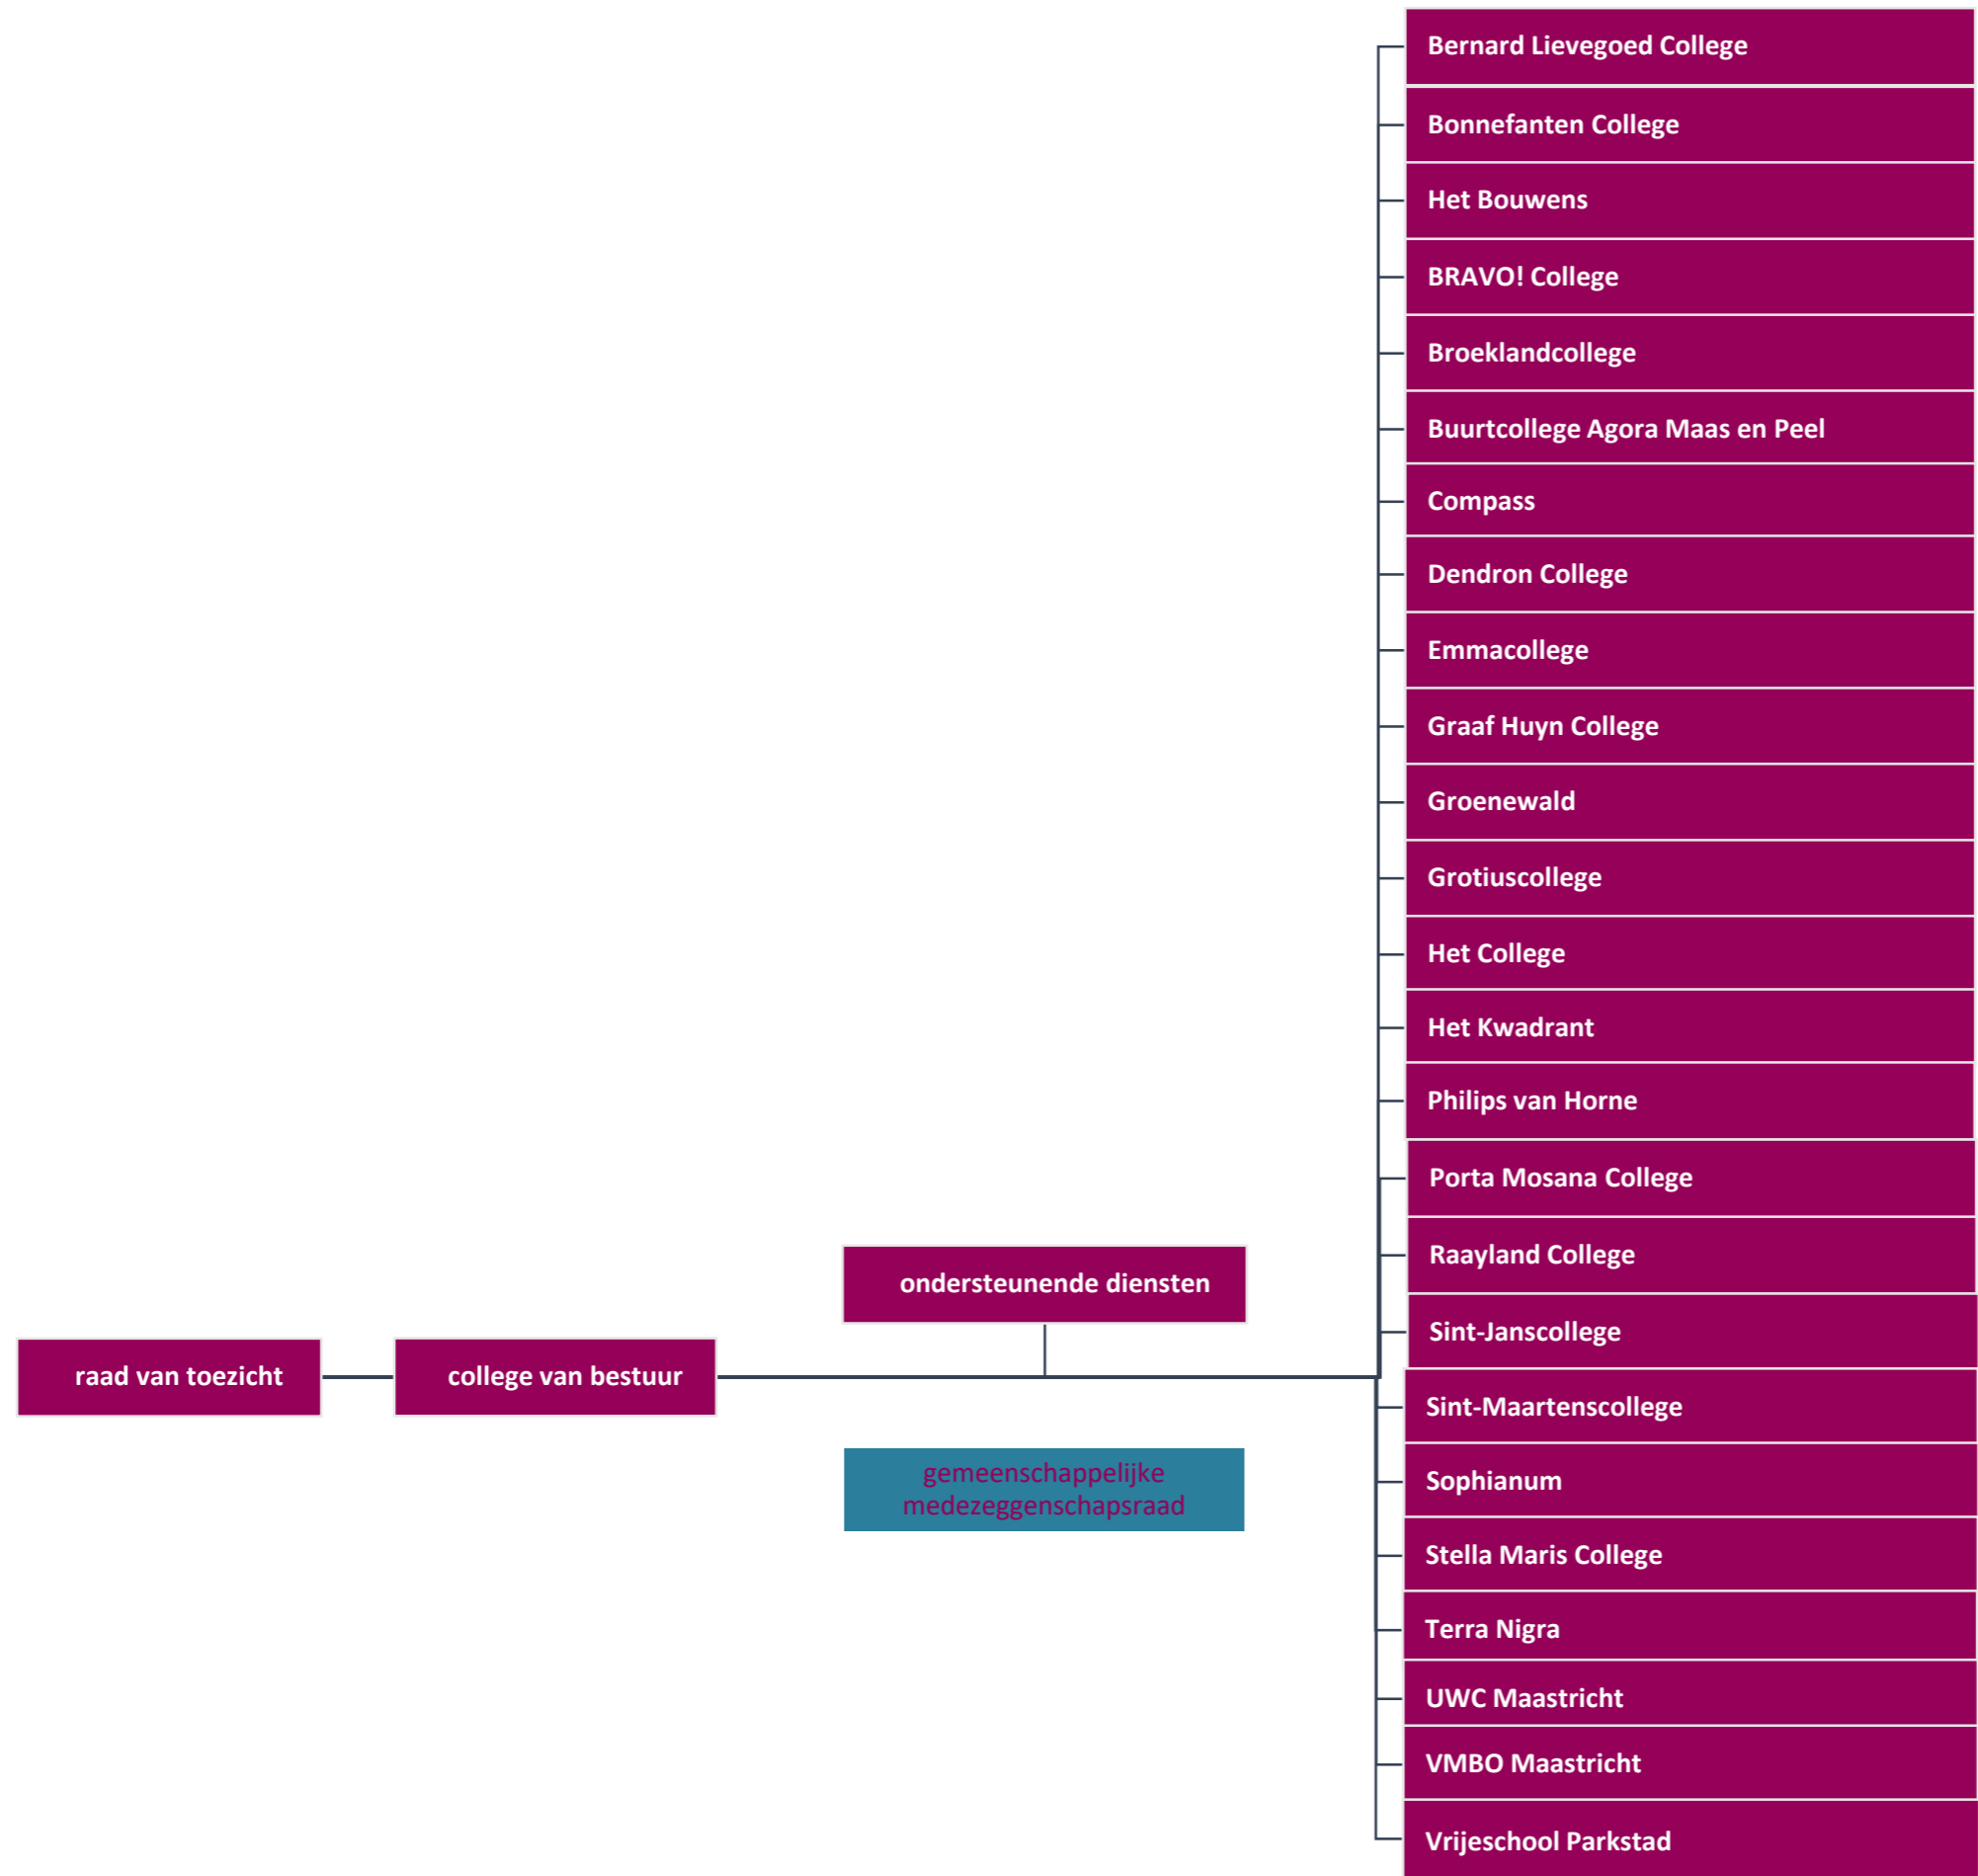 Bernard Lievegoed College
Bonnefanten College
Het Bouwens
BRAVO! College
Broeklandcollege
Buurtcollege Agora Maas en Peel
Compass
Dendron College
Emmacollege
Graaf Huyn College
Groenewald
Grotiuscollege
Het College
Het Kwadrant
Philips van Horne
Porta Mosana College
Raayland College
Sint-Janscollege
Sint-Maartenscollege
Sophianum
Stella Maris College
Terra Nigra
UWC Maastricht
VMBO Maastricht
Vrijeschool Parkstad
ondersteunende diensten
raad van toezicht
college van bestuur
gemeenschappelijke
medezeggenschapsraad